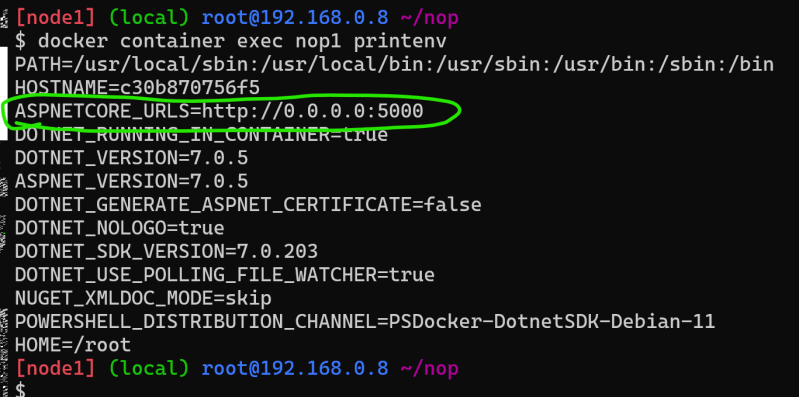 [node1] (local) root@192.168.0.8 ~/nop
$ docker container exec nop1 printenv
PATH=/usr/local/sbin:/usr/local/bin:/usr/sbin:/usr/bin:/sbin:/bin
HOSTNAME=c30b870756f5
ASPNETCORE_URLS=http://0.0.0.0:5000
DOTNET_RUNNING_IN_CONTAINER=true
DOTNET_VERSION=7.0.5
ASPNET_VERSION=7.0.5
DOTNET_GENERATE_ASPNET_CERTIFICATE=false
DOTNET_NOLOGO=true
DOTNET_SDK_VERSION=7.0.203
DOTNET_USE_POLLING_FILE_WATCHER=true
NUGET_XMLDOC_MODE=skip
POWERSHELL_DISTRIBUTION_CHANNEL=PSDocker-DotnetSDK-Debian-11
HOME=/root
[node1] (local) root@192.168.0.8 ~/nop
$